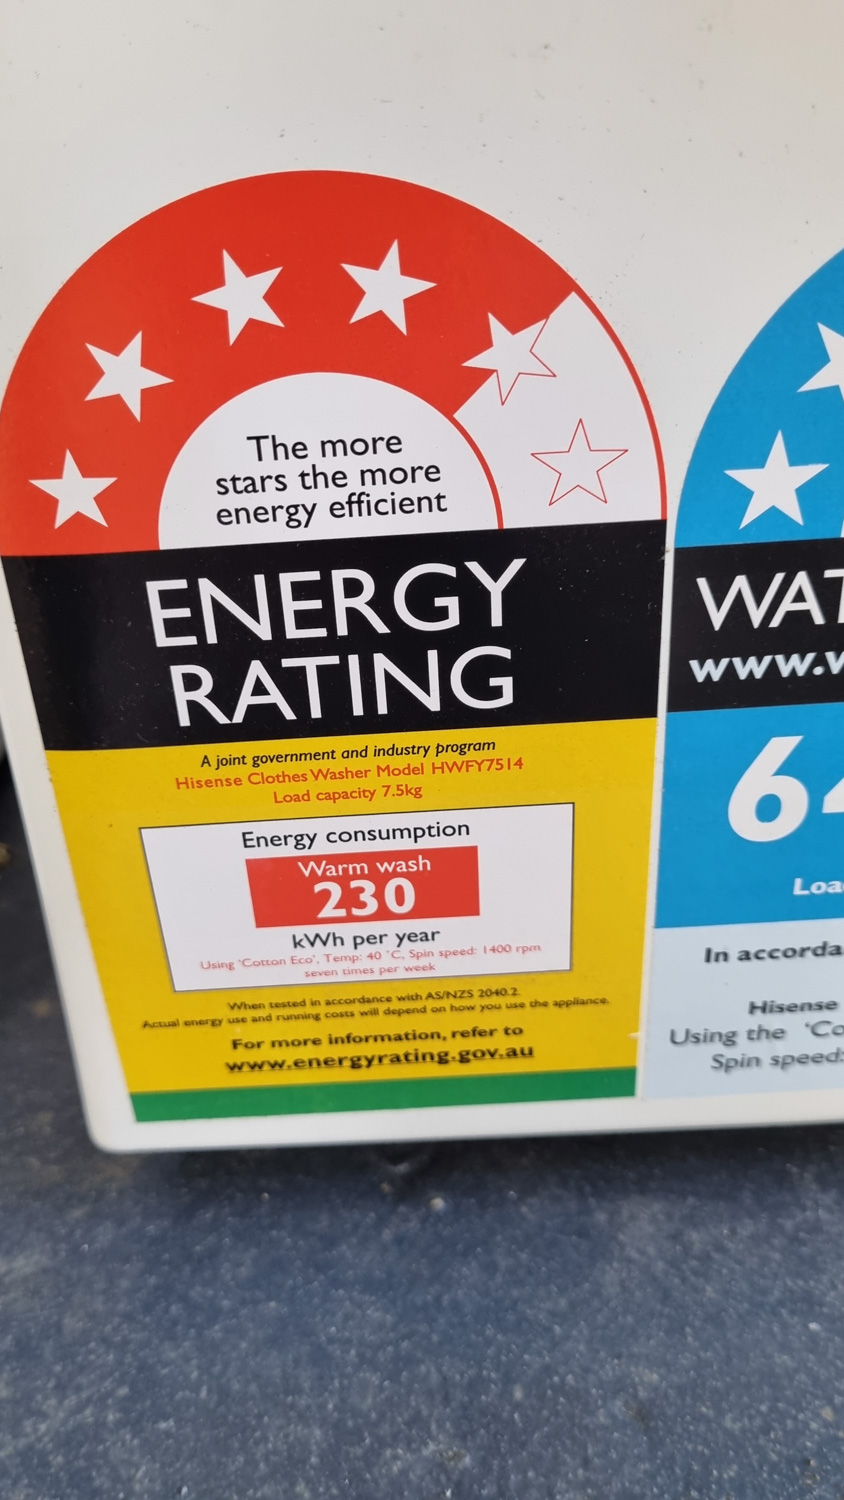 The more
stars the more
energy efficient
ENERGY
RATING
A joint government and industry program
Hisense Clothes Washer Model HWFY7514
Load capacity 7.5kg
Energy consumption
Warm wash
230
kWh per year
Using 'Cotton Eco', Temp: 40 °C, Spin speed: 1400 rpm
seven times per week
When tested in accordance with AS/NZS 2040.2.
Actual energy use and running costs will depend on how you use the appliance.
For more information, refer to
www.energyrating.gov.au
WAT
www.w
64
Loa
In accorda
Hisense
Using the 'Co
Spin speed: